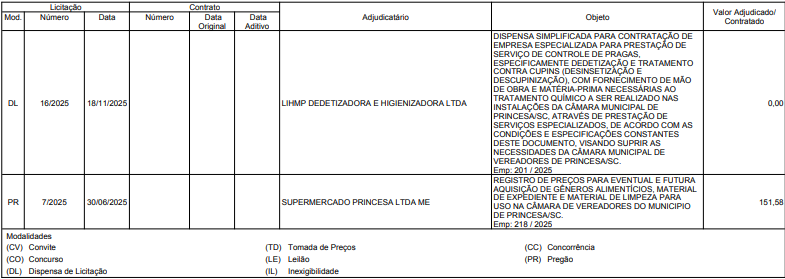 Licitação Contrato
Mod. Número Data Número Data Original Data Aditivo Adjudicatário Objeto Valor Adjudicado/ Contratado
DL 16/2025 18/11/2025 LIHMP DEDETIZADORA E HIGIENIZADORA LTDA
DISPENSA SIMPLIFICADA PARA CONTRATAÇÃO DE
EMPRESA ESPECIALIZADA PARA PRESTAÇÃO DE
SERVIÇO DE CONTROLE DE PRAGAS,
ESPECIFICAMENTE DEDETIZAÇÃO E TRATAMENTO
CONTRA CUPINS (DESINSETIZAÇÃO E
DESCUPINIZAÇÃO), COM FORNECIMENTO DE MÃO
DE OBRA E MATÉRIA-PRIMA NECESSÁRIAS AO
TRATAMENTO QUÍMICO A SER REALIZADO NAS
INSTALAÇÕES DA CÂMARA MUNICIPAL DE
PRINCESA/SC, ATRAVÉS DE PRESTAÇÃO DE
SERVIÇOS ESPECIALIZADOS, DE ACORDO COM AS
CONDIÇÕES E ESPECIFICAÇÕES CONSTANTES
DESTE DOCUMENTO, VISANDO SUPRIR AS
NECESSIDADES DA CÂMARA MUNICIPAL DE
VEREADORES DE PRINCESA/SC.
Emp: 201 / 2025
0,00
PR 7/2025 30/06/2025 SUPERMERCADO PRINCESA LTDA ME
REGISTRO DE PREÇOS PARA EVENTUAL E FUTURA
AQUISIÇÃO DE GÊNEROS ALIMENTÍCIOS, MATERIAL
DE EXPEDIENTE E MATERIAL DE LIMPEZA PARA
USO NA CÂMARA DE VEREADORES DO MUNICIPIO
DE PRINCESA/SC.
Emp: 218 / 2025
151,58
Modalidades
(CV) Convite (TD) Tomada de Preços (CC) Concorrência
(CO) Concurso (LE) Leilão (PR) Pregão
(DL) Dispensa de Licitação (IL) Inexigibilidade